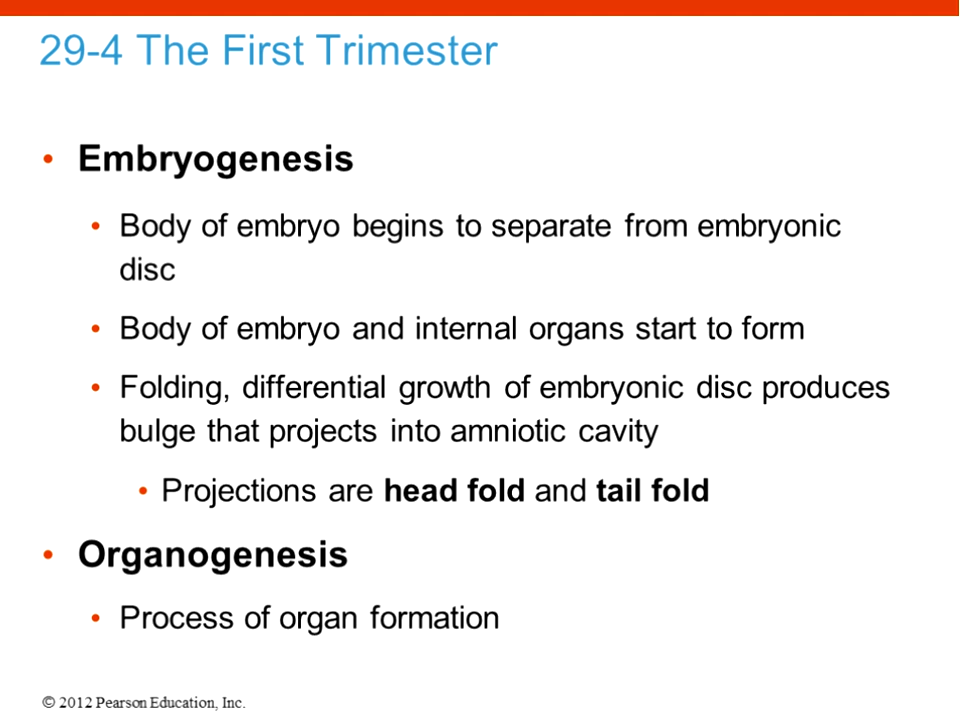 29-4 The First Trimester
• Embryogenesis
• Body of embryo begins to separate from embryonic
disc
• Body of embryo and internal organs start to form
• Folding, differential growth of embryonic disc produces
bulge that projects into amniotic cavity
• Projections are head fold and tail fold
• Organogenesis
• Process of organ formation
© 2012 Pearson Education, Inc.